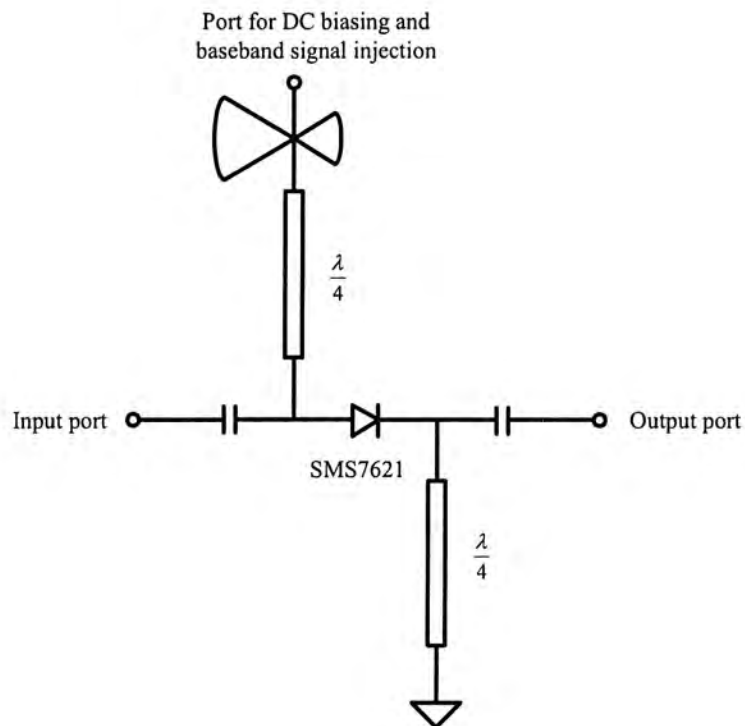 Port for DC biasing and
baseband signal injection
λ
4
Input port
Output port
SMS7621
λ
4